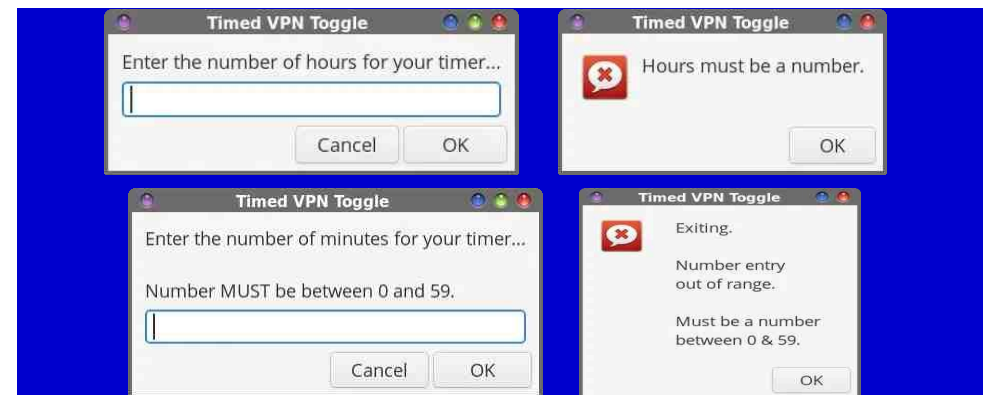 Timed VPN Toggle
Enter the number of hours for your timer...
Cancel
OK
Timed VPN Toggle
Hours must be a number.
OK
Timed VPN Toggle
Enter the number of minutes for your timer...
Number MUST be between 0 and 59.
Cancel
OK
Timed VPN Toggle
Exiting.
Number entry
out of range.
Must be a number
between 0 & 59.
OK